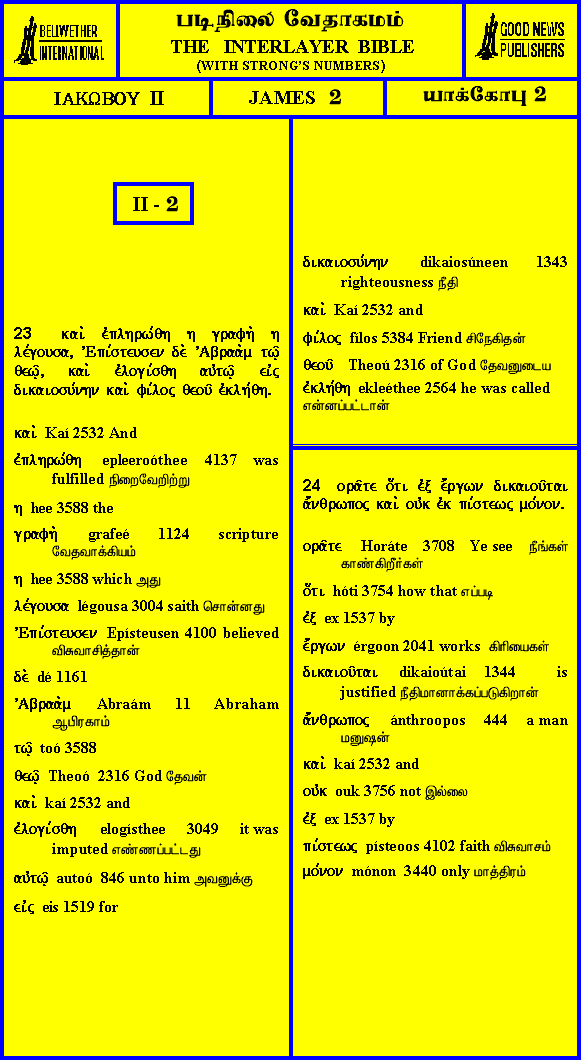 BELIWETHER
INTERNATIONAL
படிநிலை வேதாகமம்
THE INTERLAYER BIBLE
(WITH STRONG'S NUMBERS)
GOOD NEWS
PUBLISHERS
ΙΑΚΩΒΟΥ II
JAMES 2
யாக்கோபு 2
II - 2
23 καὶ ἐπληρώθη η γραφὴ η
λέγουσα, Ἐπίστευσεν δὲ Ἀβραὰμ τῷ
θεῷ, καὶ ἐλογίσθη αὐτῷ εἰς
δικαιοσύνην καὶ φίλος θεοῦ ἐκλήθη.
καὶ Kaí 2532 And
ἐπληρώθη epleeroóthee 4137 was
fulfilled நிறைவேறிற்று
η hee 3588 the
γραφὴ grafeé 1124 scripture
வேதவாக்கியம்
η hee 3588 which அது
λέγουσα légousa 3004 saith சொன்னது
Ἐπίστευσεν Epísteusen 4100 believed
விசுவாசித்தான்
δὲ dé 1161
Ἀβραὰμ Abraám 11 Abraham
ஆபிரகாம்
τῷ toó 3588
θεῷ Theoó 2316 God தேவன்
καὶ kaí 2532 and
ἐλογίσθη elogísthee 3049 it was
imputed எண்ணப்பட்டது
αὐτῷ autoó 846 unto him அவனுக்கு
εἰς eis 1519 for
δικαιοσύνην dikaiosúneen 1343
righteousness நீதி
καὶ Kaí 2532 and
φίλος fílos 5384 Friend சிநேகிதன்
θεοῦ Theoú 2316 of God தேவனுடைய
ἐκλήθη ekleéthee 2564 he was called
என்னப்பட்டான்
24 ορᾶτε ὅτι ἐξ ἔργων δικαιοῦται
ἄνθρωπος καὶ οὐκ ἐκ πίστεως μόνον.
ορᾶτε Horáte 3708 Ye see நீங்கள்
காண்கிறீர்கள்
ὅτι hóti 3754 how that எப்படி
ἐξ ex 1537 by
ἔργων érgoon 2041 works கிரியைகள்
δικαιοῦται dikaioútai 1344 is
justified நீதிமானாக்கப்படுகிறான்
ἄνθρωπος ánthroopos 444 a man
மனுஷன்
καὶ kaí 2532 and
οὐκ ouk 3756 not இல்லை
ἐξ ex 1537 by
πίστεως písteoos 4102 faith விசுவாசம்
μόνον mónon 3440 only மாத்திரம்